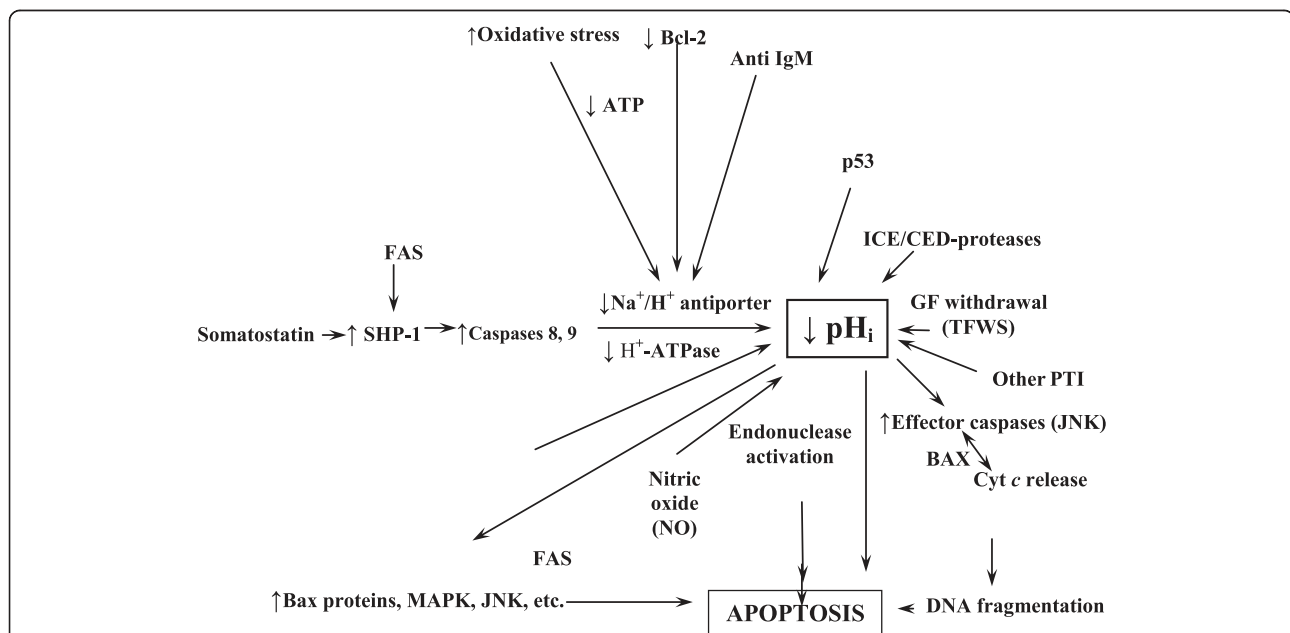 ↑Oxidative stress
↓ Bcl-2
Anti IgM
↓ ATP
p53
ICE/CED-proteases
FAS
GF withdrawal
(TFWS)
↓Na⁺/H⁺ antiporter
↓ pHᵢ
Somatostatin
↑ SHP-1
↑Caspases 8, 9
↓ H⁺-ATPase
Other PTI
↑Effector caspases (JNK)
Endonuclease
activation
BAX
Cyt c release
Nitric
oxide
(NO)
FAS
↑Bax proteins, MAPK, JNK, etc.
APOPTOSIS
DNA fragmentation